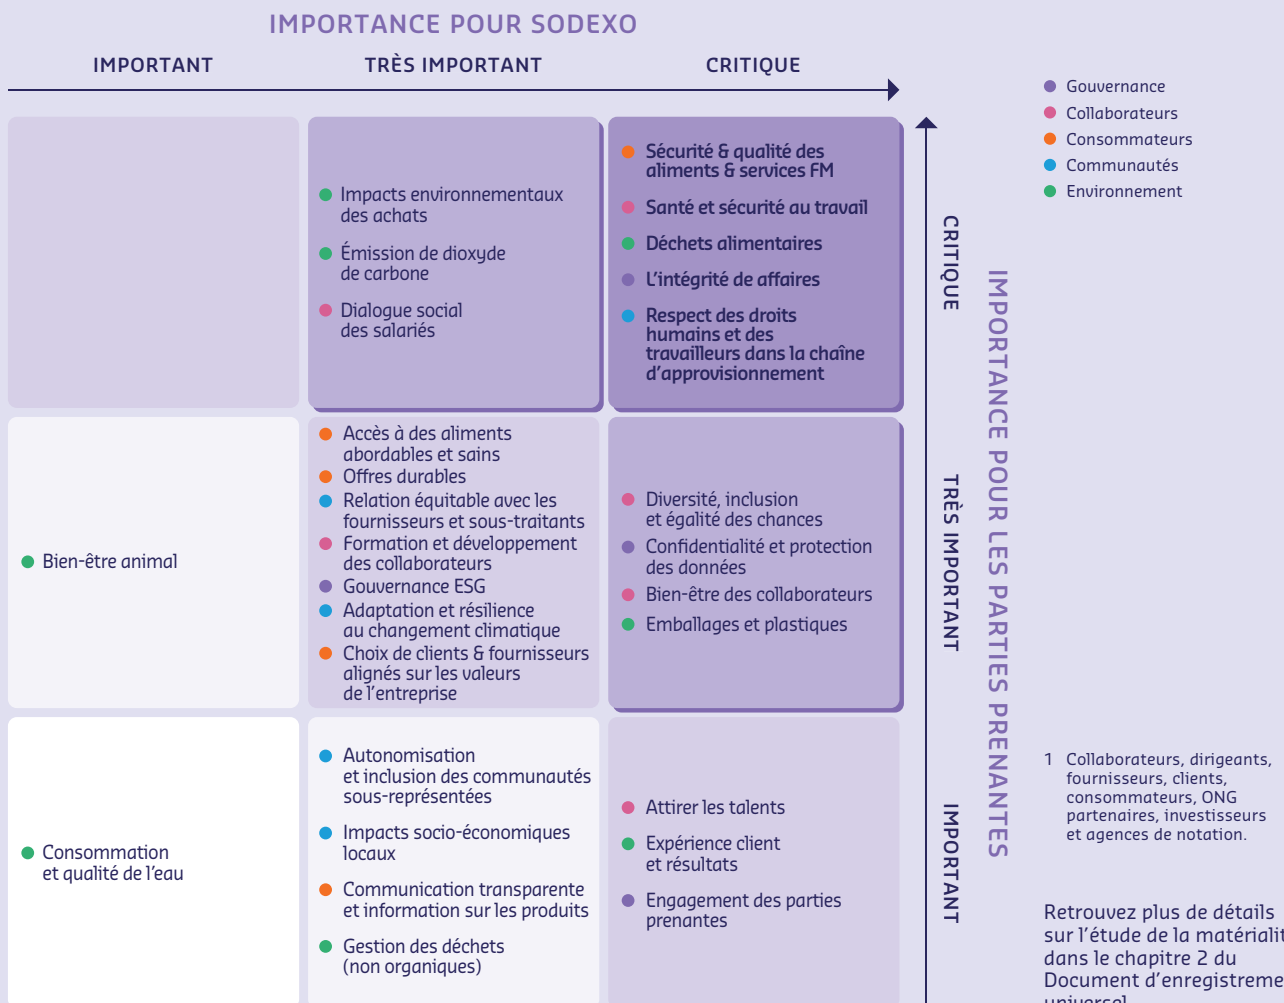 IMPORTANCE POUR SODEXO
IMPORTANT
TRÈS IMPORTANT
CRITIQUE
Impacts environnementaux
des achats
Émission de dioxyde
de carbone
Dialogue social
des salariés
Sécurité & qualité des
aliments & services FM
Santé et sécurité au travail
Déchets alimentaires
L'intégrité de affaires
Respect des droits
humains et des
travailleurs dans la chaîne
d'approvisionnement
Bien-être animal
Accès à des aliments
abordables et sains
Offres durables
Relation équitable avec les
fournisseurs et sous-traitants
Formation et développement
des collaborateurs
Gouvernance ESG
Adaptation et résilience
au changement climatique
Choix de clients & fournisseurs
alignés sur les valeurs
de l'entreprise
Diversité, inclusion
et égalité des chances
Confidentialité et protection
des données
Bien-être des collaborateurs
Emballages et plastiques
Consommation
et qualité de l'eau
Autonomisation
et inclusion des communautés
sous-représentées
Impacts socio-économiques
locaux
Communication transparente
et information sur les produits
Gestion des déchets
(non organiques)
Attirer les talents
Expérience client
et résultats
Engagement des parties
prenantes
CRITIQUE
TRÈS IMPORTANT
IMPORTANT
IMPORTANCE POUR LES PARTIES PRENANTES
Gouvernance
Collaborateurs
Consommateurs
Communautés
Environnement
1 Collaborateurs, dirigeants,
fournisseurs, clients,
consommateurs, ONG
partenaires, investisseurs
et agences de notation.
Retrouvez plus de détails
sur l'étude de la matérialit
dans le chapitre 2 du
Document d'enregistreme
universel